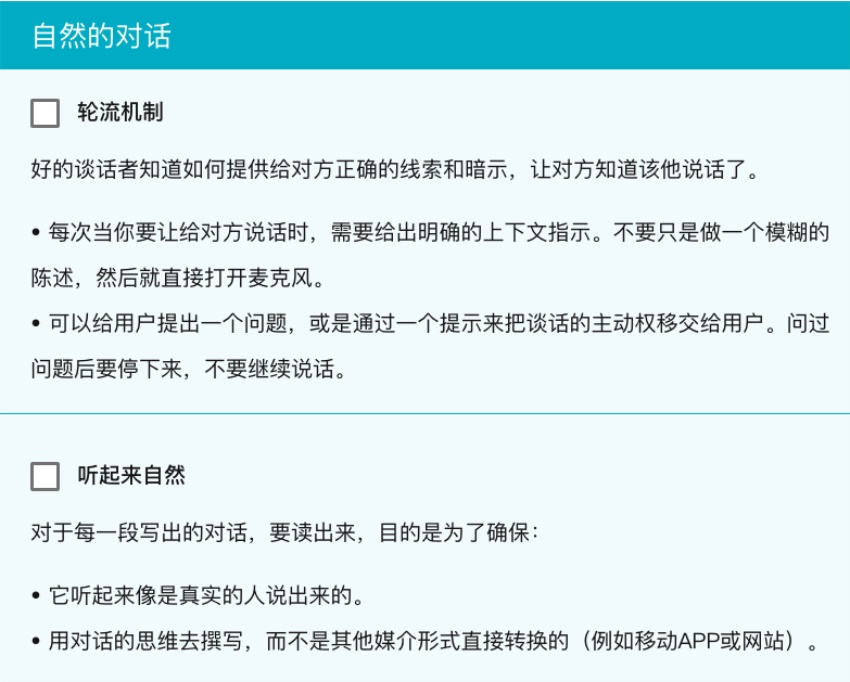 自然的对话
轮流机制
好的谈话者知道如何提供给对方正确的线索和暗示，让对方知道该他说话了。
• 每次当你要让给对方说话时，需要给出明确的上下文指示。不要只是做一个模糊的
陈述，然后就直接打开麦克风。
• 可以给用户提出一个问题，或是通过一个提示来把谈话的主动权移交给用户。问过
问题后要停下来，不要继续说话。
听起来自然
对于每一段写出的对话，要读出来，目的是为了确保：
• 它听起来像是真实的人说出来的。
• 用对话的思维去撰写，而不是其他媒介形式直接转换的（例如移动APP或网站）。